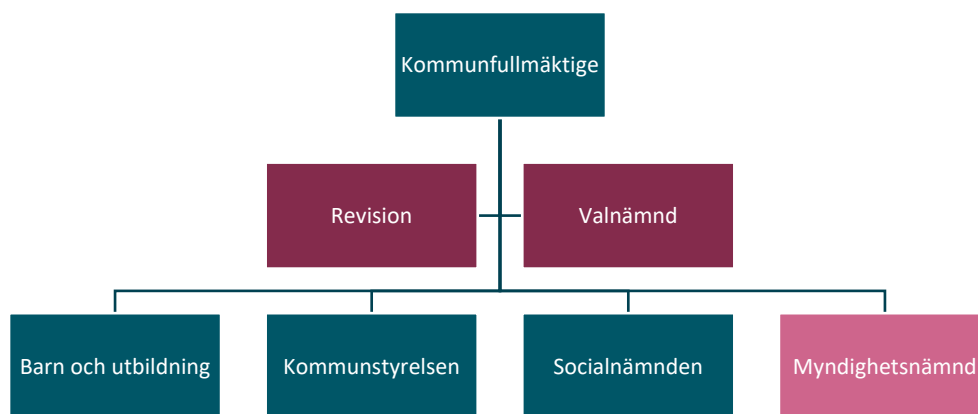 Kommunfullmäktige
Revision
Valnämnd
Barn och utbildning
Kommunstyrelsen
Socialnämnden
Myndighetsnämnd